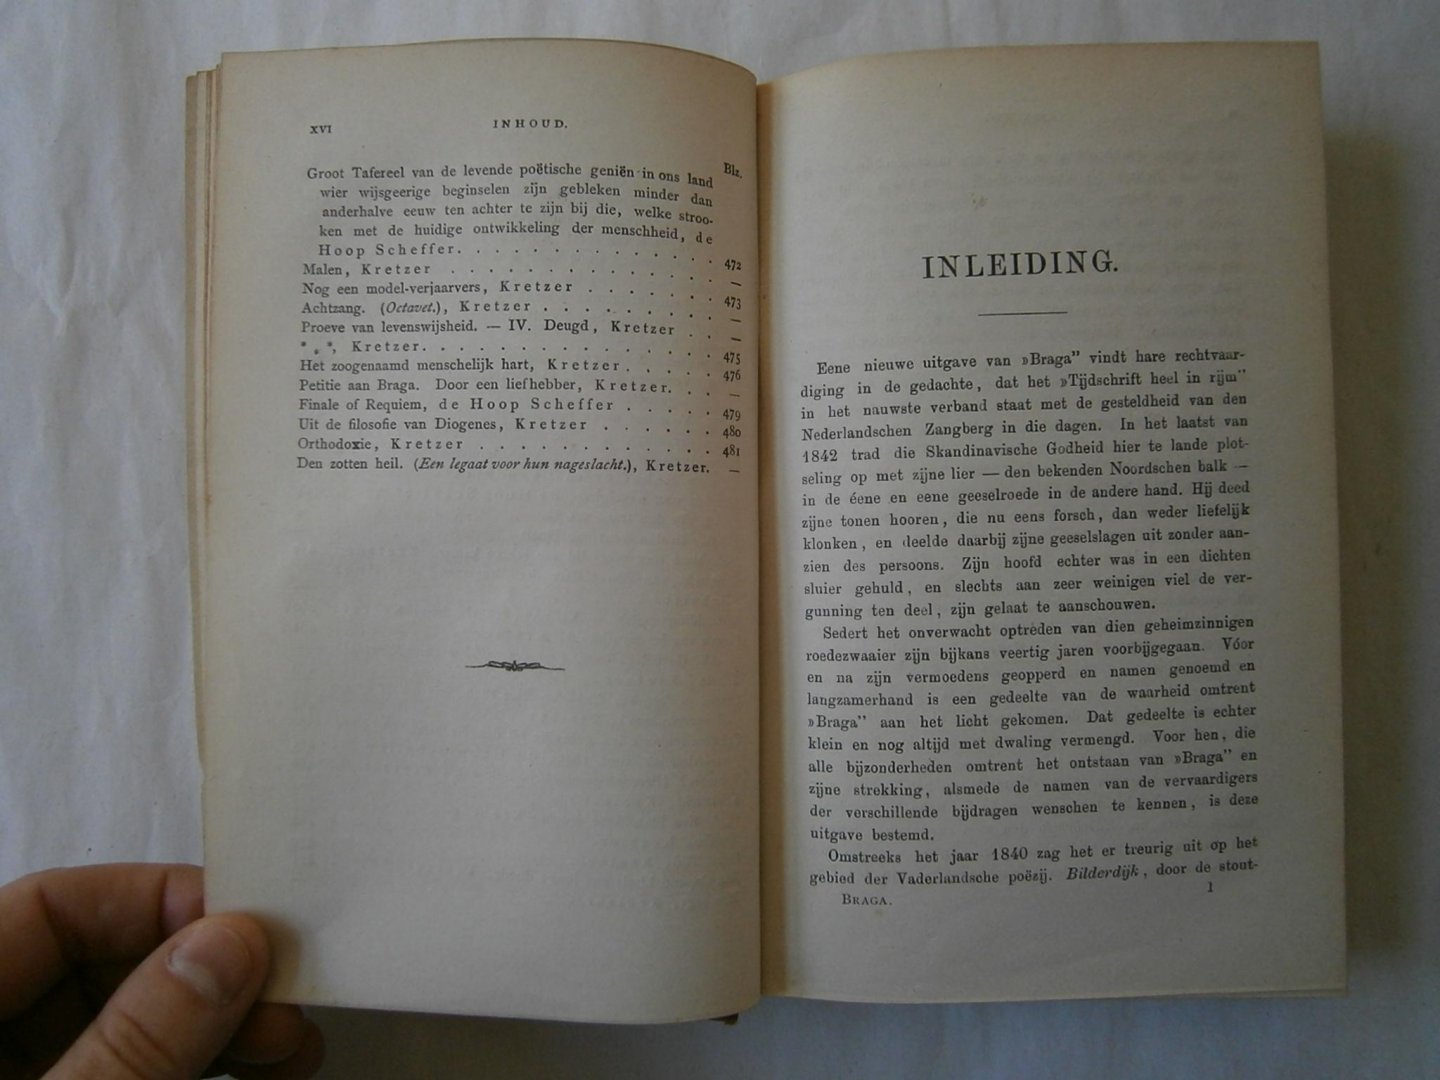 XVI INHOUD.
Blz.
Groot Tafereel van de levende poëtische geniën in ons land
wier wijsgeerige beginselen zijn gebleken minder dan
anderhalve eeuw ten achter te zijn bij die, welke stroo-
ken met de huidige ontwikkeling der menschheid, de
Hoop Scheffer. . . . . . . . . . . . . 472
Malen, Kretzer . . . . . . . . . . . . —
Nog een model-verjaarvers, Kretzer . . . . . . 473
Achtzang. (Octavet.), Kretzer . . . . . . . . —
Proeve van levenswijsheid. — IV. Deugd, Kretzer . . —
* * *, Kretzer. . . . . . . . . . . . . 475
Het zoogenaamd menschelijk hart, Kretzer. . . . . 476
Petitie aan Braga. Door een liefhebber, Kretzer. . . —
Finale of Requiem, de Hoop Scheffer . . . . . 479
Uit de filosofie van Diogenes, Kretzer . . . . . . 480
Orthodoxie, Kretzer . . . . . . . . . . . 481
Den zotten heil. (Een legaat voor hun nageslacht.), Kretzer. —
INLEIDING.
Eene nieuwe uitgave van »Braga” vindt hare rechtvaar-
diging in de gedachte, dat het »Tijdschrift heel in rijm”
in het nauwste verband staat met de gesteldheid van den
Nederlandschen Zangberg in die dagen. In het laatst van
1842 trad die Skandinavische Godheid hier te lande plot-
seling op met zijne lier — den bekenden Noordschen balk —
in de éene en eene geeselroede in de andere hand. Hij deed
zijne tonen hooren, die nu eens forsch, dan weder liefelijk
klonken, en deelde daarbij zijne geeselslagen uit zonder aan-
zien des persoons. Zijn hoofd echter was in een dichten
sluier gehuld, en slechts aan zeer weinigen viel de ver-
gunning ten deel, zijn gelaat te aanschouwen.
Sedert het onverwacht optreden van dien geheimzinnigen
roedezwaaier zijn bijkans veertig jaren voorbijgegaan. Vóor
en na zijn vermoedens geopperd en namen genoemd en
langzamerhand is een gedeelte van de waarheid omtrent
»Braga” aan het licht gekomen. Dat gedeelte is echter
klein en nog altijd met dwaling vermengd. Voor hen, die
alle bijzonderheden omtrent het ontstaan van »Braga” en
zijne strekking, alsmede de namen van de vervaardigers
der verschillende bijdragen wenschen te kennen, is deze
uitgave bestemd.
Omstreeks het jaar 1840 zag het er treurig uit op het
gebied der Vaderlandsche poëzij. Bilderdijk, door de stout-
BRAGA. 1